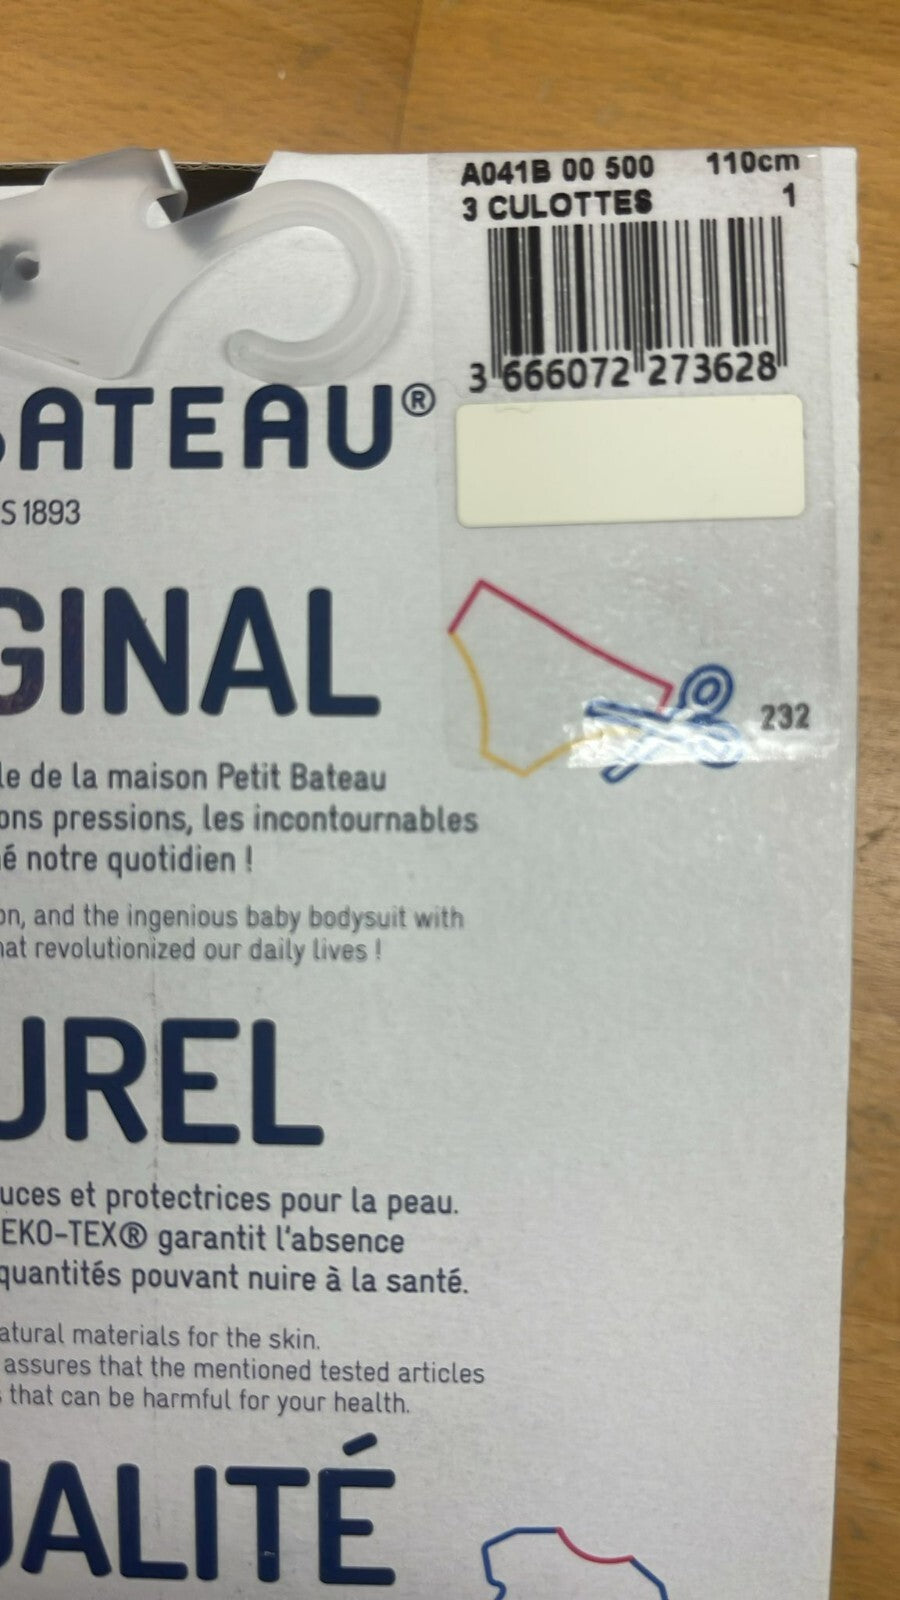 A041B 00 500 110cm
3 CULOTTES 1
3 666072 273628
BATEAU®
S 1893
GINAL
232
le de la maison Petit Bateau
ons pressions, les incontournables
é notre quotidien !
on, and the ingenious baby bodysuit with
hat revolutionized our daily lives !
UREL
uces et protectrices pour la peau.
EKO-TEX® garantit l'absence
quantités pouvant nuire à la santé.
atural materials for the skin.
assures that the mentioned tested articles
s that can be harmful for your health.
UALITÉ